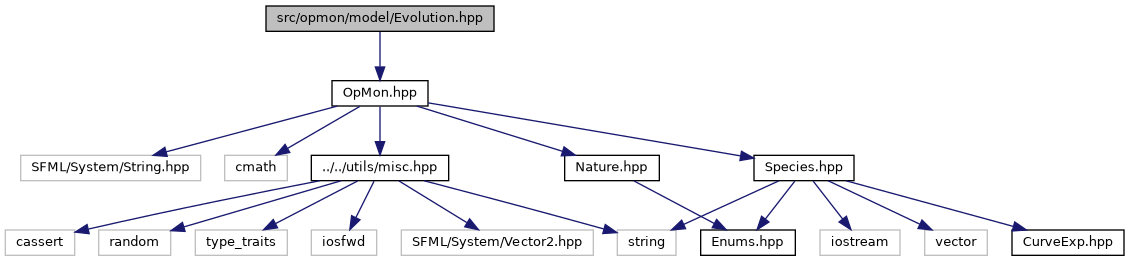 src/opmon/model/Evolution.hpp
OpMon.hpp
SFML/System/String.hpp
cmath
../../utils/misc.hpp
Nature.hpp
Species.hpp
cassert
random
type_traits
iosfwd
SFML/System/Vector2.hpp
string
Enums.hpp
iostream
vector
CurveExp.hpp